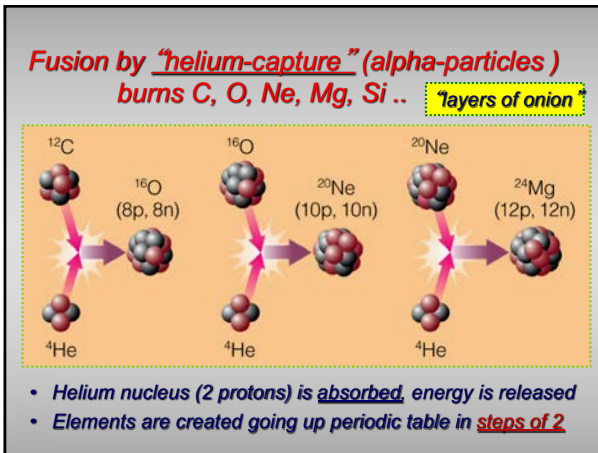 Fusion by “helium-capture” (alpha-particles )
burns C, O, Ne, Mg, Si ..
“layers of onion”
¹²C
¹⁶O
(8p, 8n)
⁴He
¹⁶O
²⁰Ne
(10p, 10n)
⁴He
²⁰Ne
²⁴Mg
(12p, 12n)
⁴He
• Helium nucleus (2 protons) is absorbed, energy is released
• Elements are created going up periodic table in steps of 2